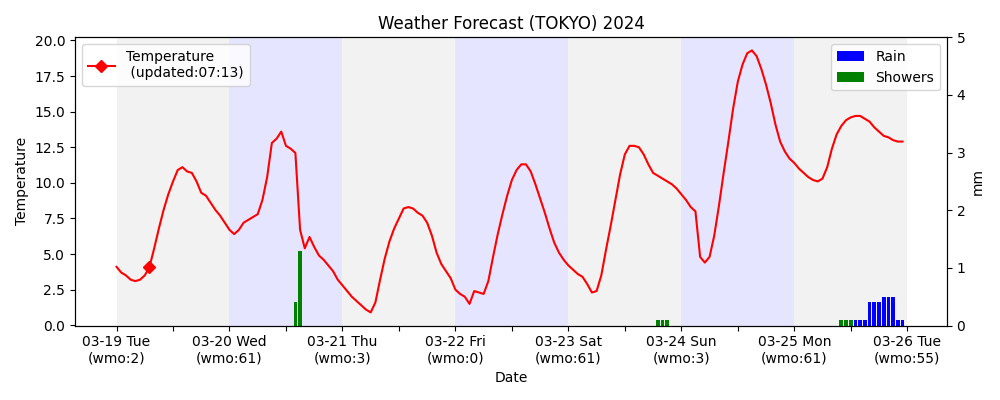 Weather Forecast (TOKYO) 2024
Temperature
(updated:07:13)
Rain
Showers
20.0
17.5
15.0
12.5
10.0
7.5
5.0
2.5
0.0
Temperature
5
4
3
2
1
0
mm
03-19 Tue 03-20 Wed 03-21 Thu 03-22 Fri 03-23 Sat 03-24 Sun 03-25 Mon 03-26 Tue
(wmo:2) (wmo:61) (wmo:3) (wmo:0) (wmo:61) (wmo:3) (wmo:61) (wmo:55)
Date